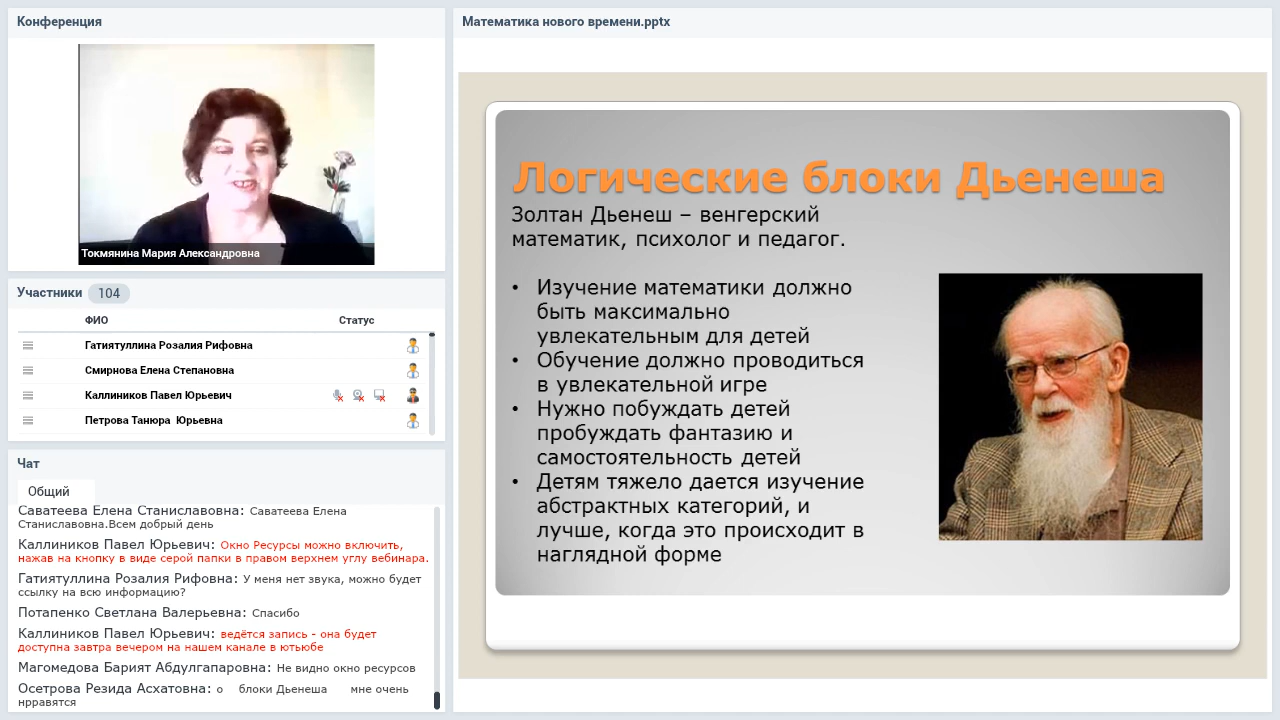 Конференция
Токмянина Мария Александровна
Участники 104
ФИО Статус
Гатиятуллина Розалия Рифовна
Смирнова Елена Степановна
Каллиников Павел Юрьевич
Петрова Танюра Юрьевна
Чат
Общий
Саватеева Елена Станиславовна: Саватеева Елена
Станиславовна.Всем добрый день
Каллиников Павел Юрьевич: Окно Ресурсы можно включить,
нажав на кнопку в виде серой папки в правом верхнем углу вебинара.
Гатиятуллина Розалия Рифовна: У меня нет звука, можно будет
ссылку на всю информацию?
Потапенко Светлана Валерьевна: Спасибо
Каллиников Павел Юрьевич: ведётся запись - она будет
доступна завтра вечером на нашем канале в ютьюбе
Магомедова Барият Абдулгапаровна: Не видно окно ресурсов
Осетрова Резида Асхатовна: о блоки Дьенеша мне очень
нрравятся
Математика нового времени.pptx
Логические блоки Дьенеша
Золтан Дьенеш – венгерский
математик, психолог и педагог.
• Изучение математики должно
быть максимально
увлекательным для детей
• Обучение должно проводиться
в увлекательной игре
• Нужно побуждать детей
пробуждать фантазию и
самостоятельность детей
• Детям тяжело дается изучение
абстрактных категорий, и
лучше, когда это происходит в
наглядной форме